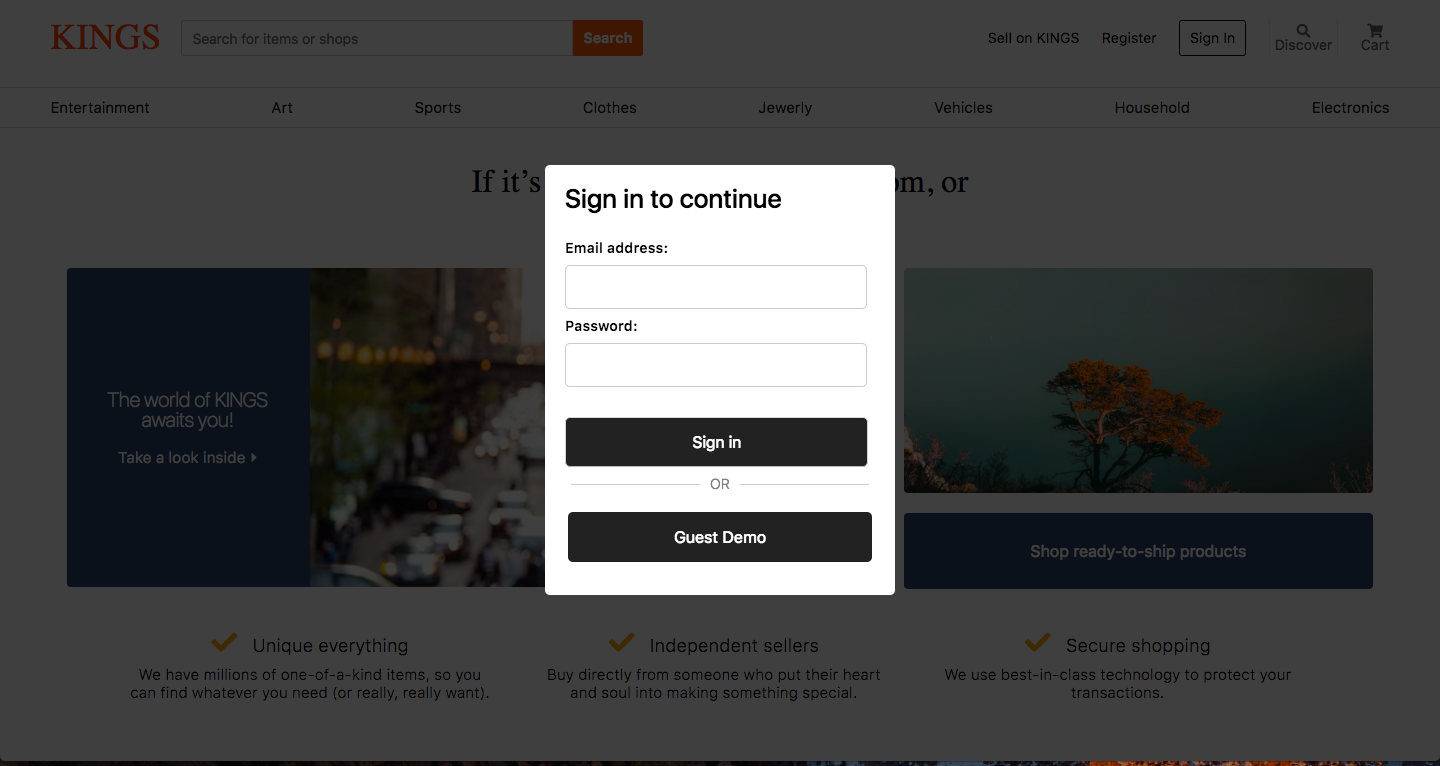 KINGS
Search for items or shops
Search
Sell on KINGS
Register
Sign In
Discover
Cart
Entertainment
Art
Sports
Clothes
Jewerly
Vehicles
Household
Electronics
If it's
om, or
Sign in to continue
Email address:
Password:
Sign in
OR
Guest Demo
The world of KINGS
awaits you!
Take a look inside
Shop ready-to-ship products
Unique everything
We have millions of one-of-a-kind items, so you
can find whatever you need (or really, really want).
Independent sellers
Buy directly from someone who put their heart
and soul into making something special.
Secure shopping
We use best-in-class technology to protect your
transactions.